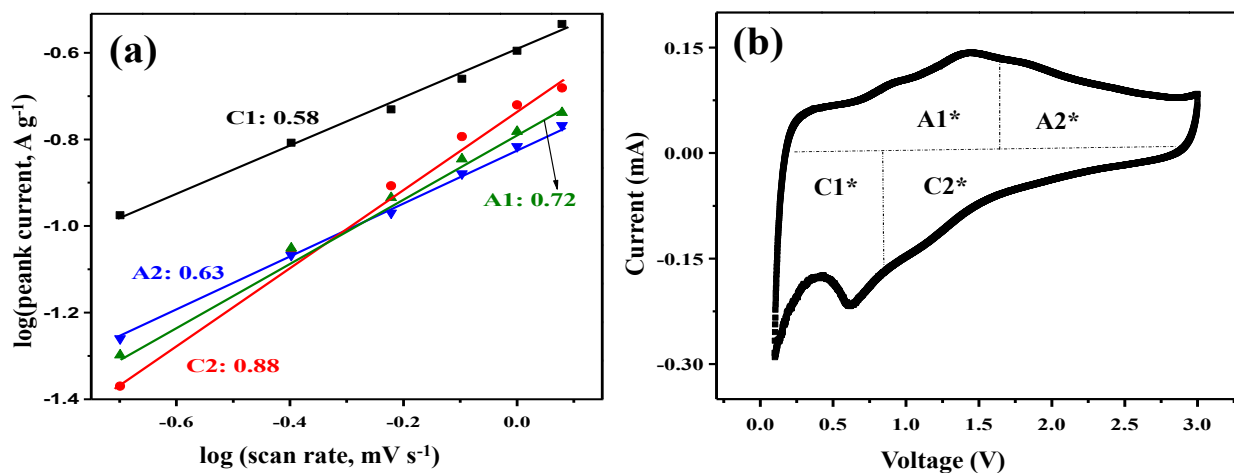 (a)
C1: 0.58
A1: 0.72
A2: 0.63
C2: 0.88
-0.6
-0.8
-1.0
-1.2
-1.4
log(peank current, A g⁻¹)
-0.6 -0.4 -0.2 0.0
log (scan rate, mV s⁻¹)
(b)
0.15
0.00
-0.15
-0.30
Current (mA)
A1* A2*
C1* C2*
0.0 0.5 1.0 1.5 2.0 2.5 3.0
Voltage (V)